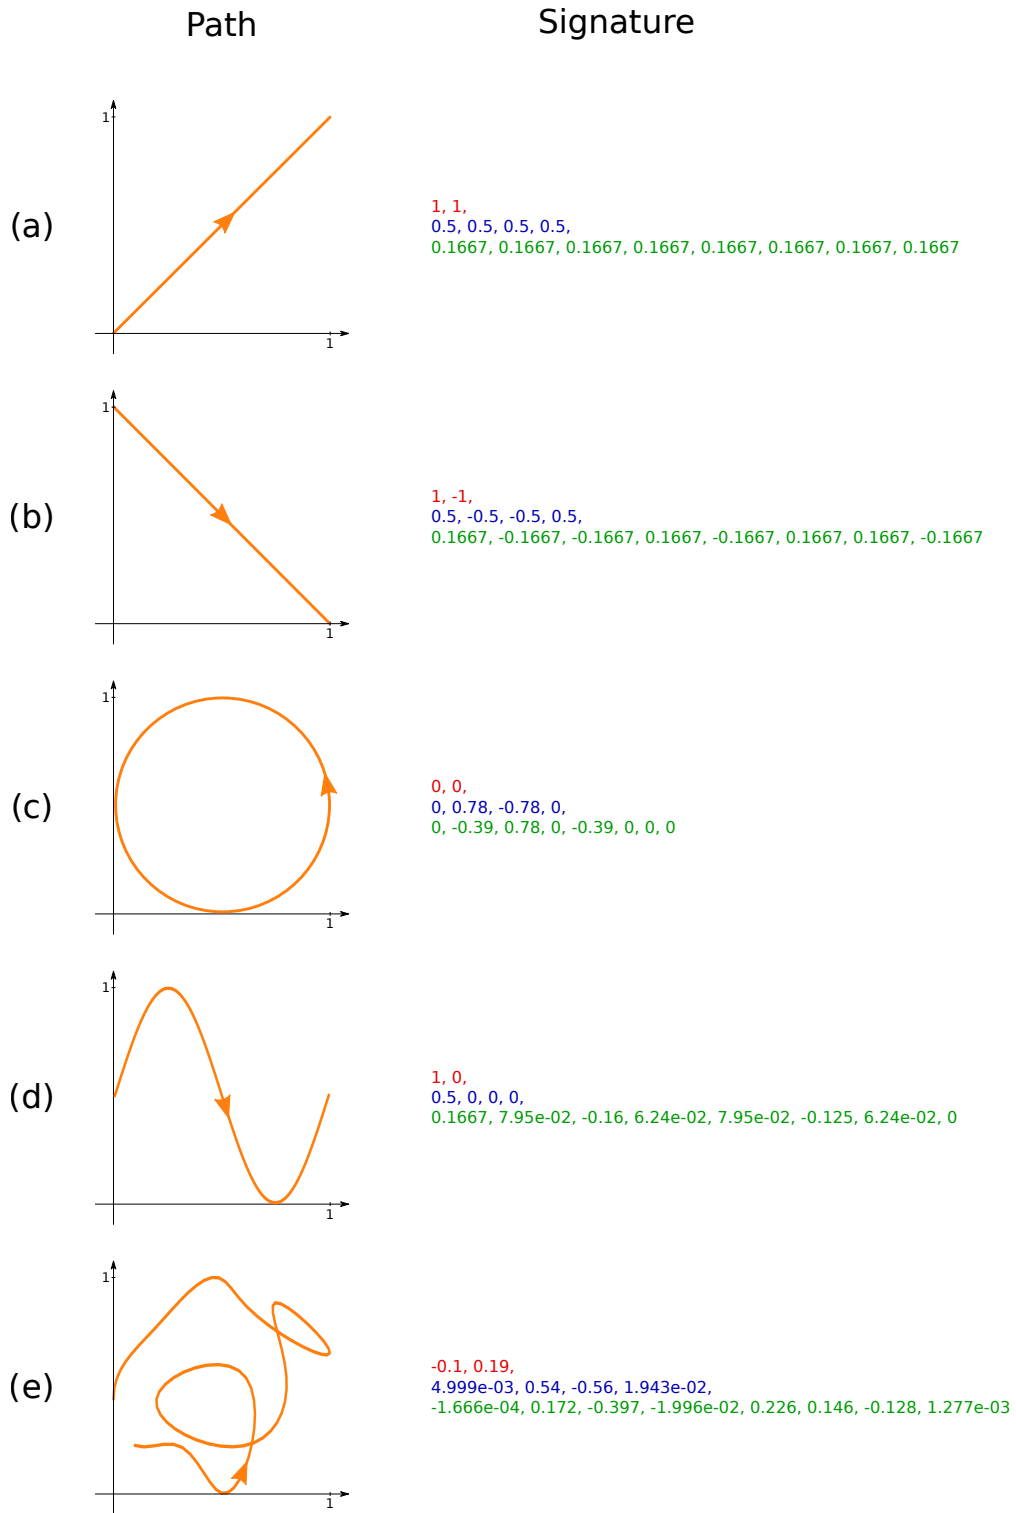 Path Signature
1
(a)
1, 1,
0.5, 0.5, 0.5, 0.5,
0.1667, 0.1667, 0.1667, 0.1667, 0.1667, 0.1667, 0.1667, 0.1667
1
1
(b)
1, -1,
0.5, -0.5, -0.5, 0.5,
0.1667, -0.1667, -0.1667, 0.1667, -0.1667, 0.1667, 0.1667, -0.1667
1
1
(c)
0, 0,
0, 0.78, -0.78, 0,
0, -0.39, 0.78, 0, -0.39, 0, 0, 0
1
1
(d)
1, 0,
0.5, 0, 0, 0,
0.1667, 7.95e-02, -0.16, 6.24e-02, 7.95e-02, -0.125, 6.24e-02, 0
1
1
(e)
-0.1, 0.19,
4.999e-03, 0.54, -0.56, 1.943e-02,
-1.666e-04, 0.172, -0.397, -1.996e-02, 0.226, 0.146, -0.128, 1.277e-03
1